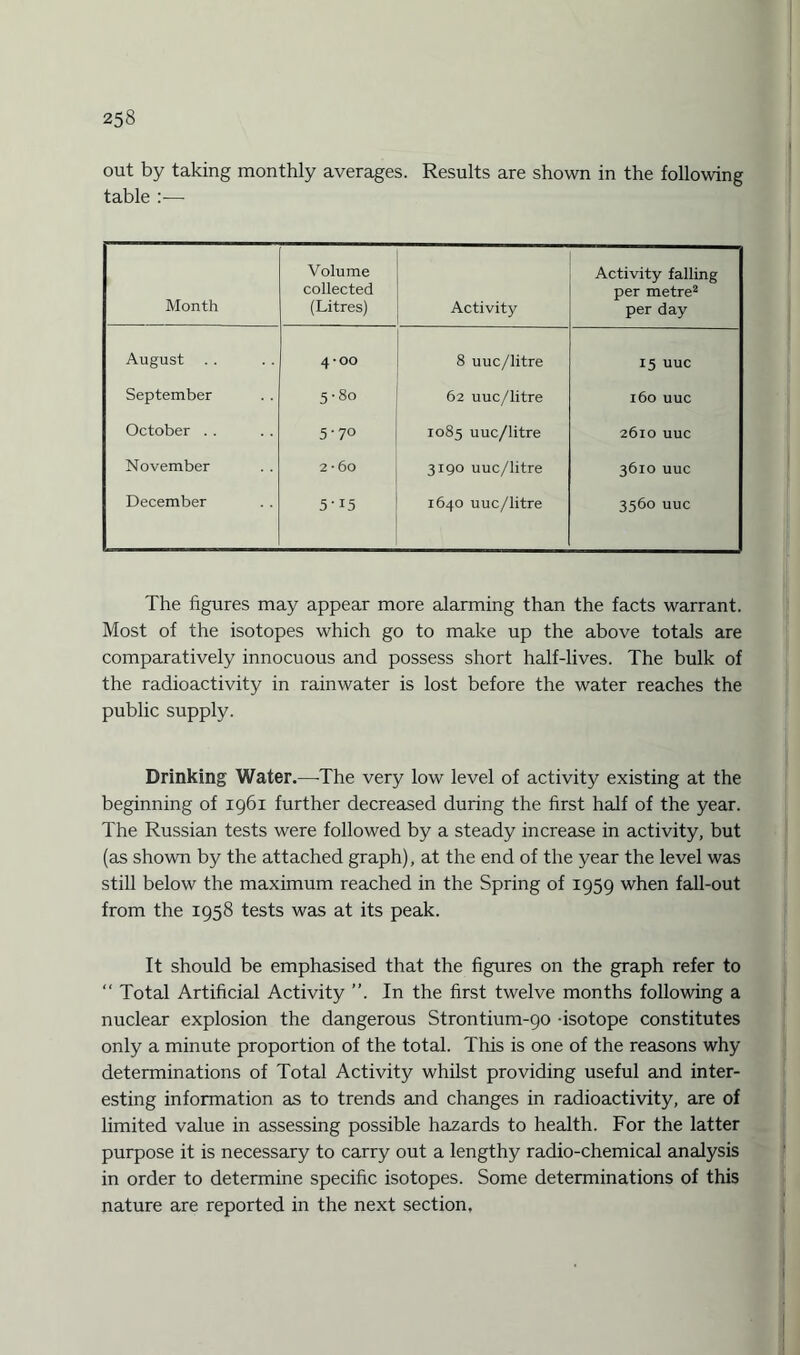 258
out by taking monthly averages. Results are shown in the following
table :—
Month | Volume collected (Litres) | Activity | Activity falling per metre² per day
August . . . . 4·00 8 uuc/litre 15 uuc
September . . 5·80 62 uuc/litre 160 uuc
October . . . . 5·70 1085 uuc/litre 2610 uuc
November . . 2·60 3190 uuc/litre 3610 uuc
December . . 5·15 1640 uuc/litre 3560 uuc
The figures may appear more alarming than the facts warrant.
Most of the isotopes which go to make up the above totals are
comparatively innocuous and possess short half-lives. The bulk of
the radioactivity in rainwater is lost before the water reaches the
public supply.
Drinking Water.—The very low level of activity existing at the
beginning of 1961 further decreased during the first half of the year.
The Russian tests were followed by a steady increase in activity, but
(as shown by the attached graph), at the end of the year the level was
still below the maximum reached in the Spring of 1959 when fall-out
from the 1958 tests was at its peak.
It should be emphasised that the figures on the graph refer to
“ Total Artificial Activity ”. In the first twelve months following a
nuclear explosion the dangerous Strontium-90 -isotope constitutes
only a minute proportion of the total. This is one of the reasons why
determinations of Total Activity whilst providing useful and inter-
esting information as to trends and changes in radioactivity, are of
limited value in assessing possible hazards to health. For the latter
purpose it is necessary to carry out a lengthy radio-chemical analysis
in order to determine specific isotopes. Some determinations of this
nature are reported in the next section,